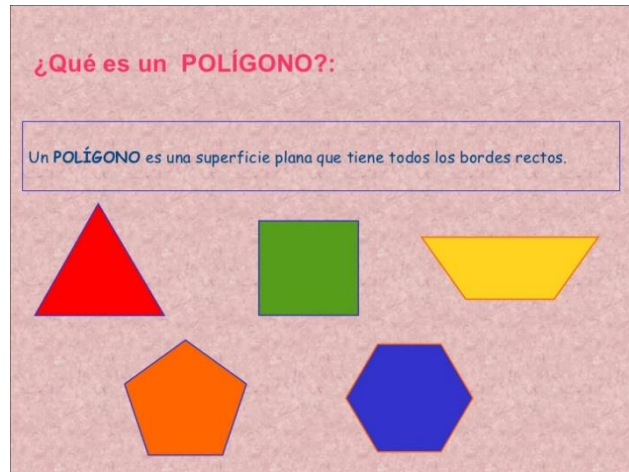 ¿Qué es un POLÍGONO?:
Un POLÍGONO es una superficie plana que tiene todos los bordes rectos.